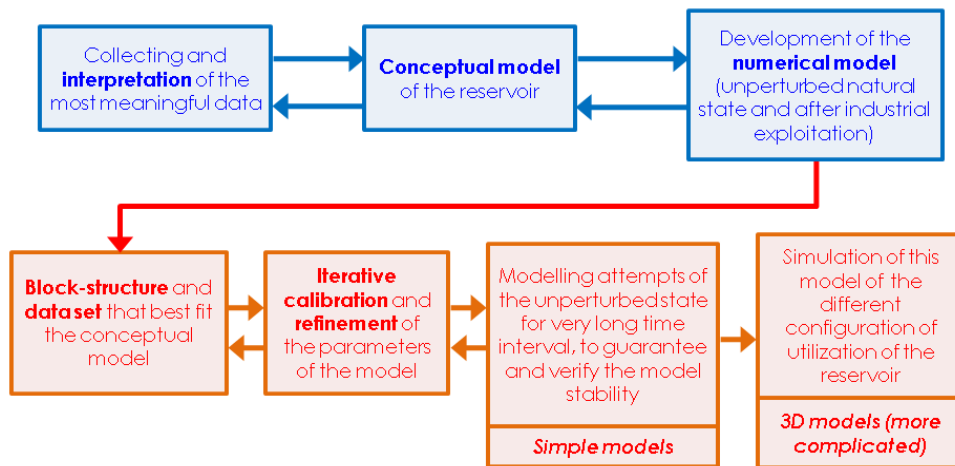 Collecting and
interpretation of the
most meaningful data
Conceptual model
of the reservoir
Development of the
numerical model
(unperturbed natural
state and after industrial
exploitation)
Block-structure and
data set that best fit
the conceptual
model
Iterative
calibration and
refinement of
the parameters
of the model
Modelling attempts of
the unperturbed state
for very long time
interval, to guarantee
and verify the model
stability
Simple models
Simulation of this
model of the
different
configuration of
utilization of the
reservoir
3D models (more
complicated)